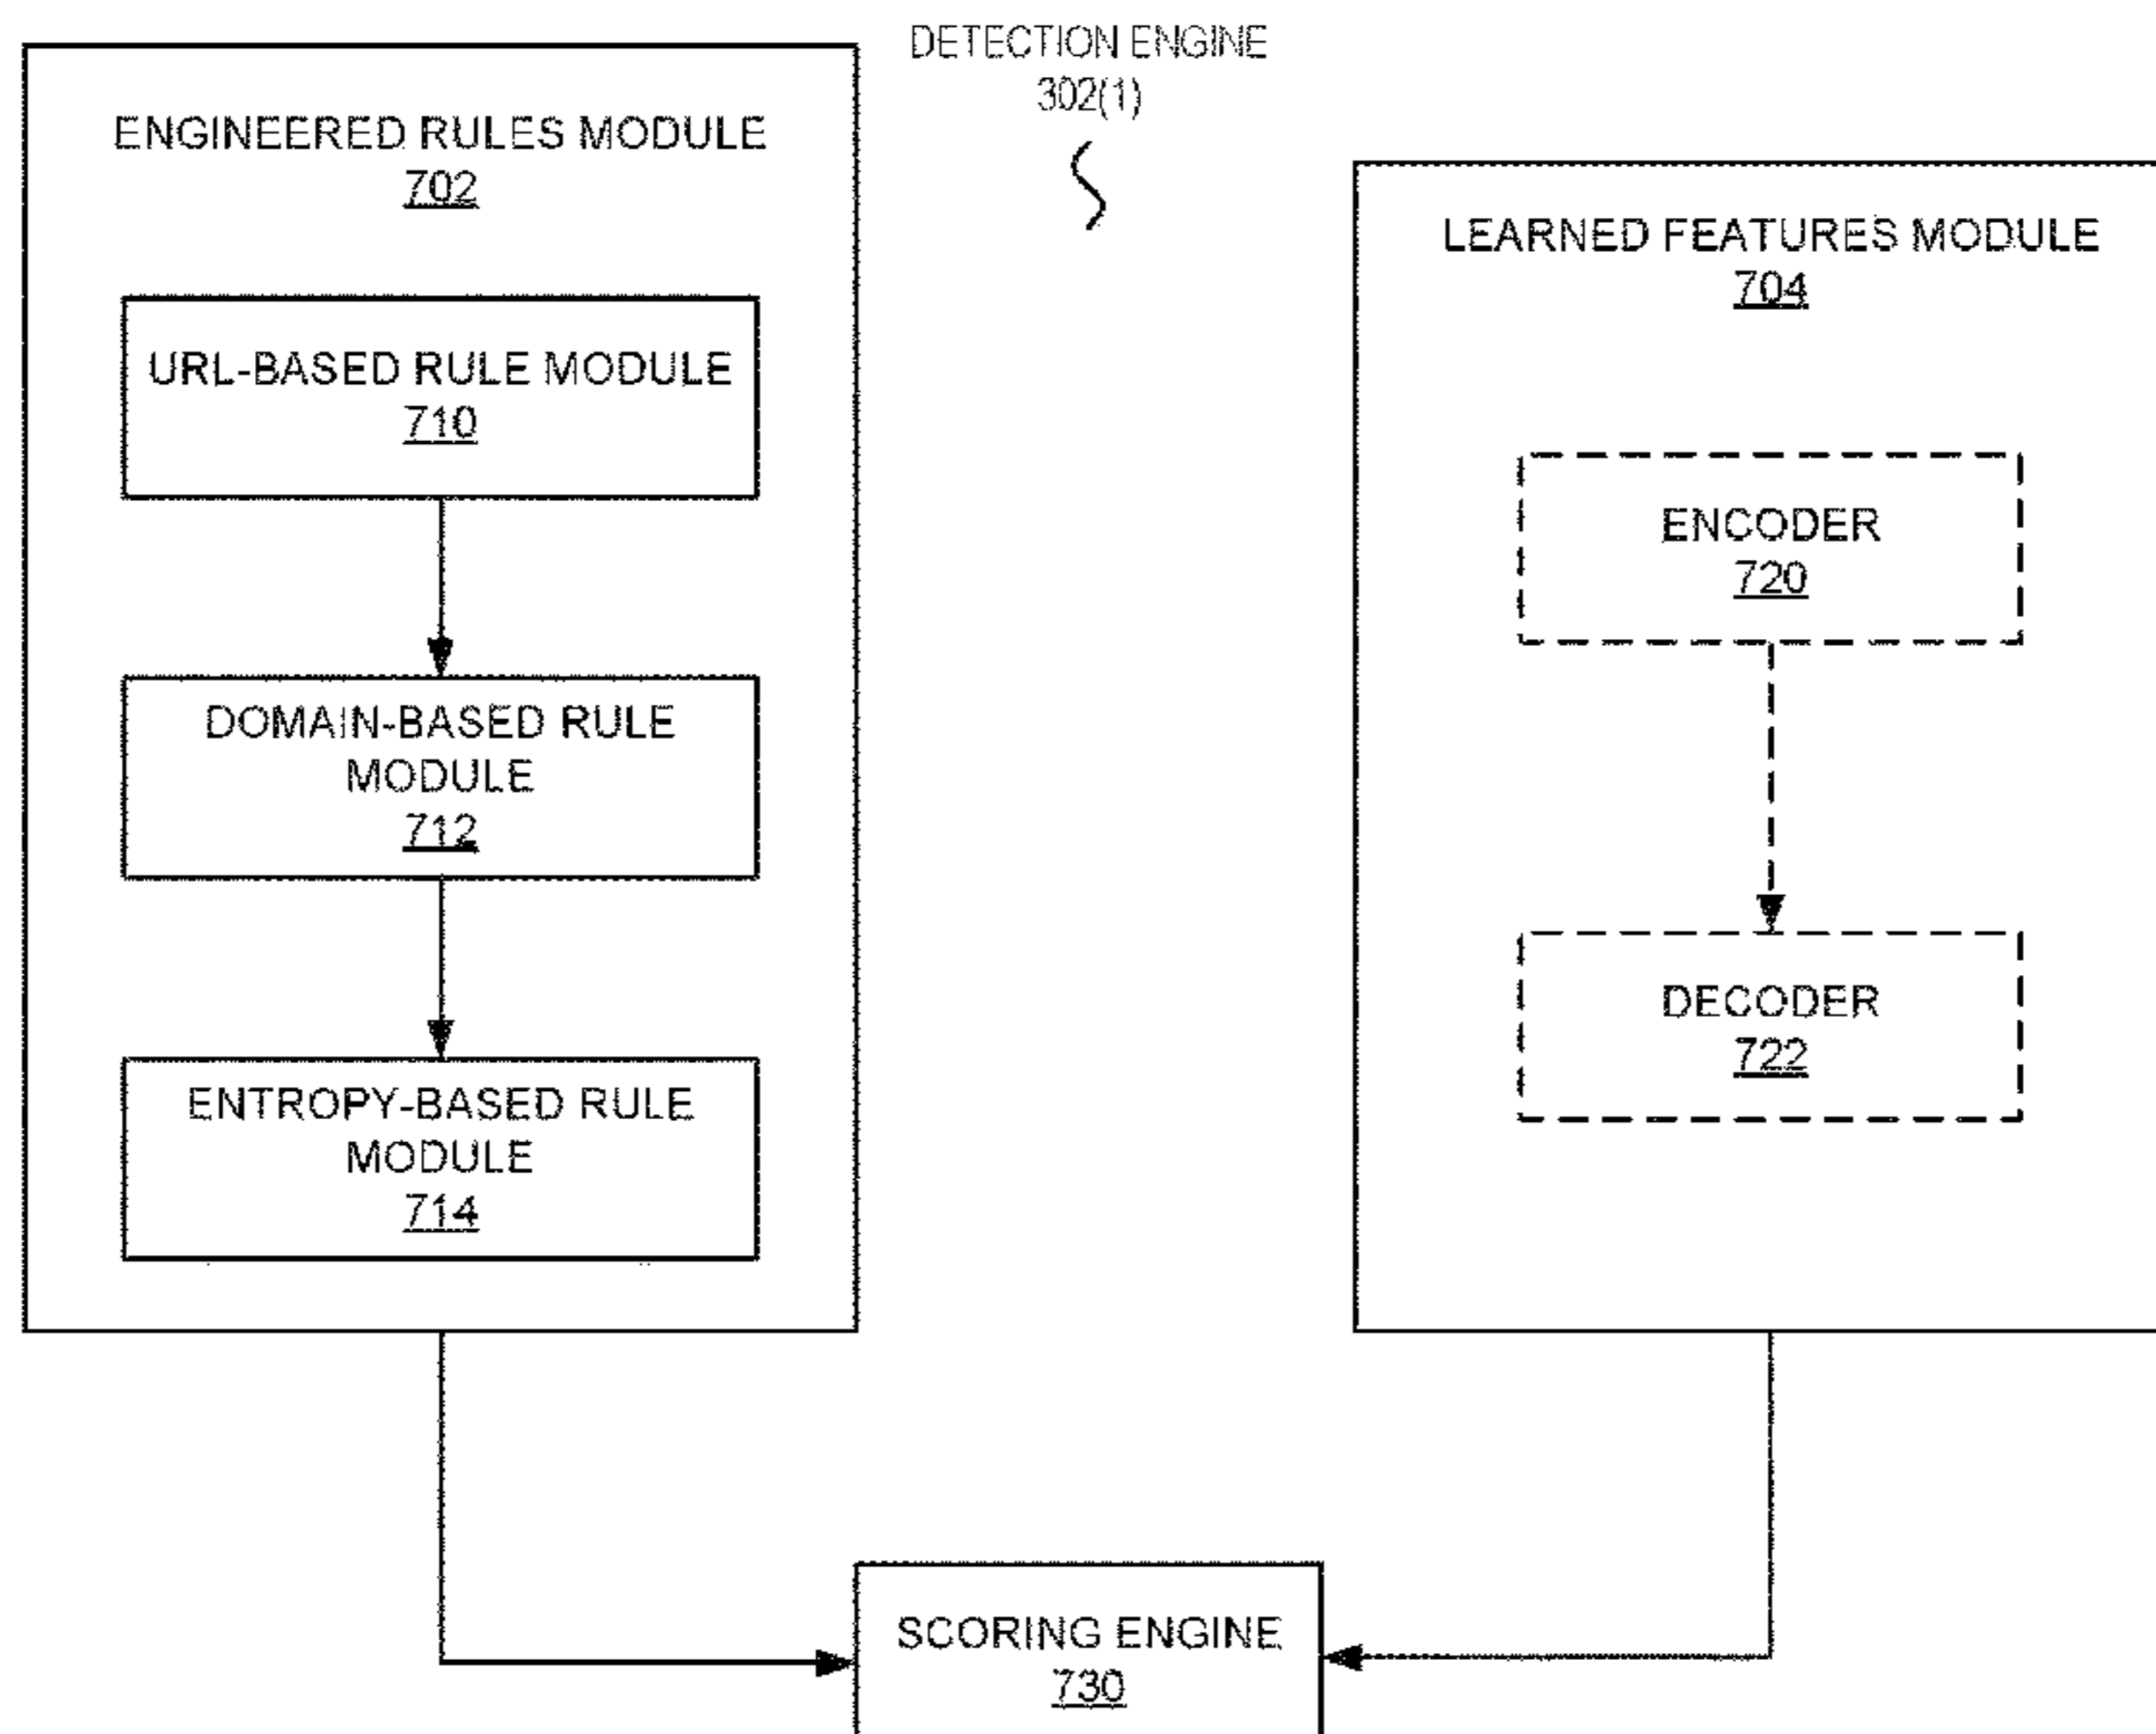 DETECTION ENGINE
302(1)
ENGINEERED RULES MODULE
702
URL-BASED RULE MODULE
710
DOMAIN-BASED RULE
MODULE
712
ENTROPY-BASED RULE
MODULE
714
LEARNED FEATURES MODULE
704
ENCODER
720
DECODER
722
SCORING ENGINE
730